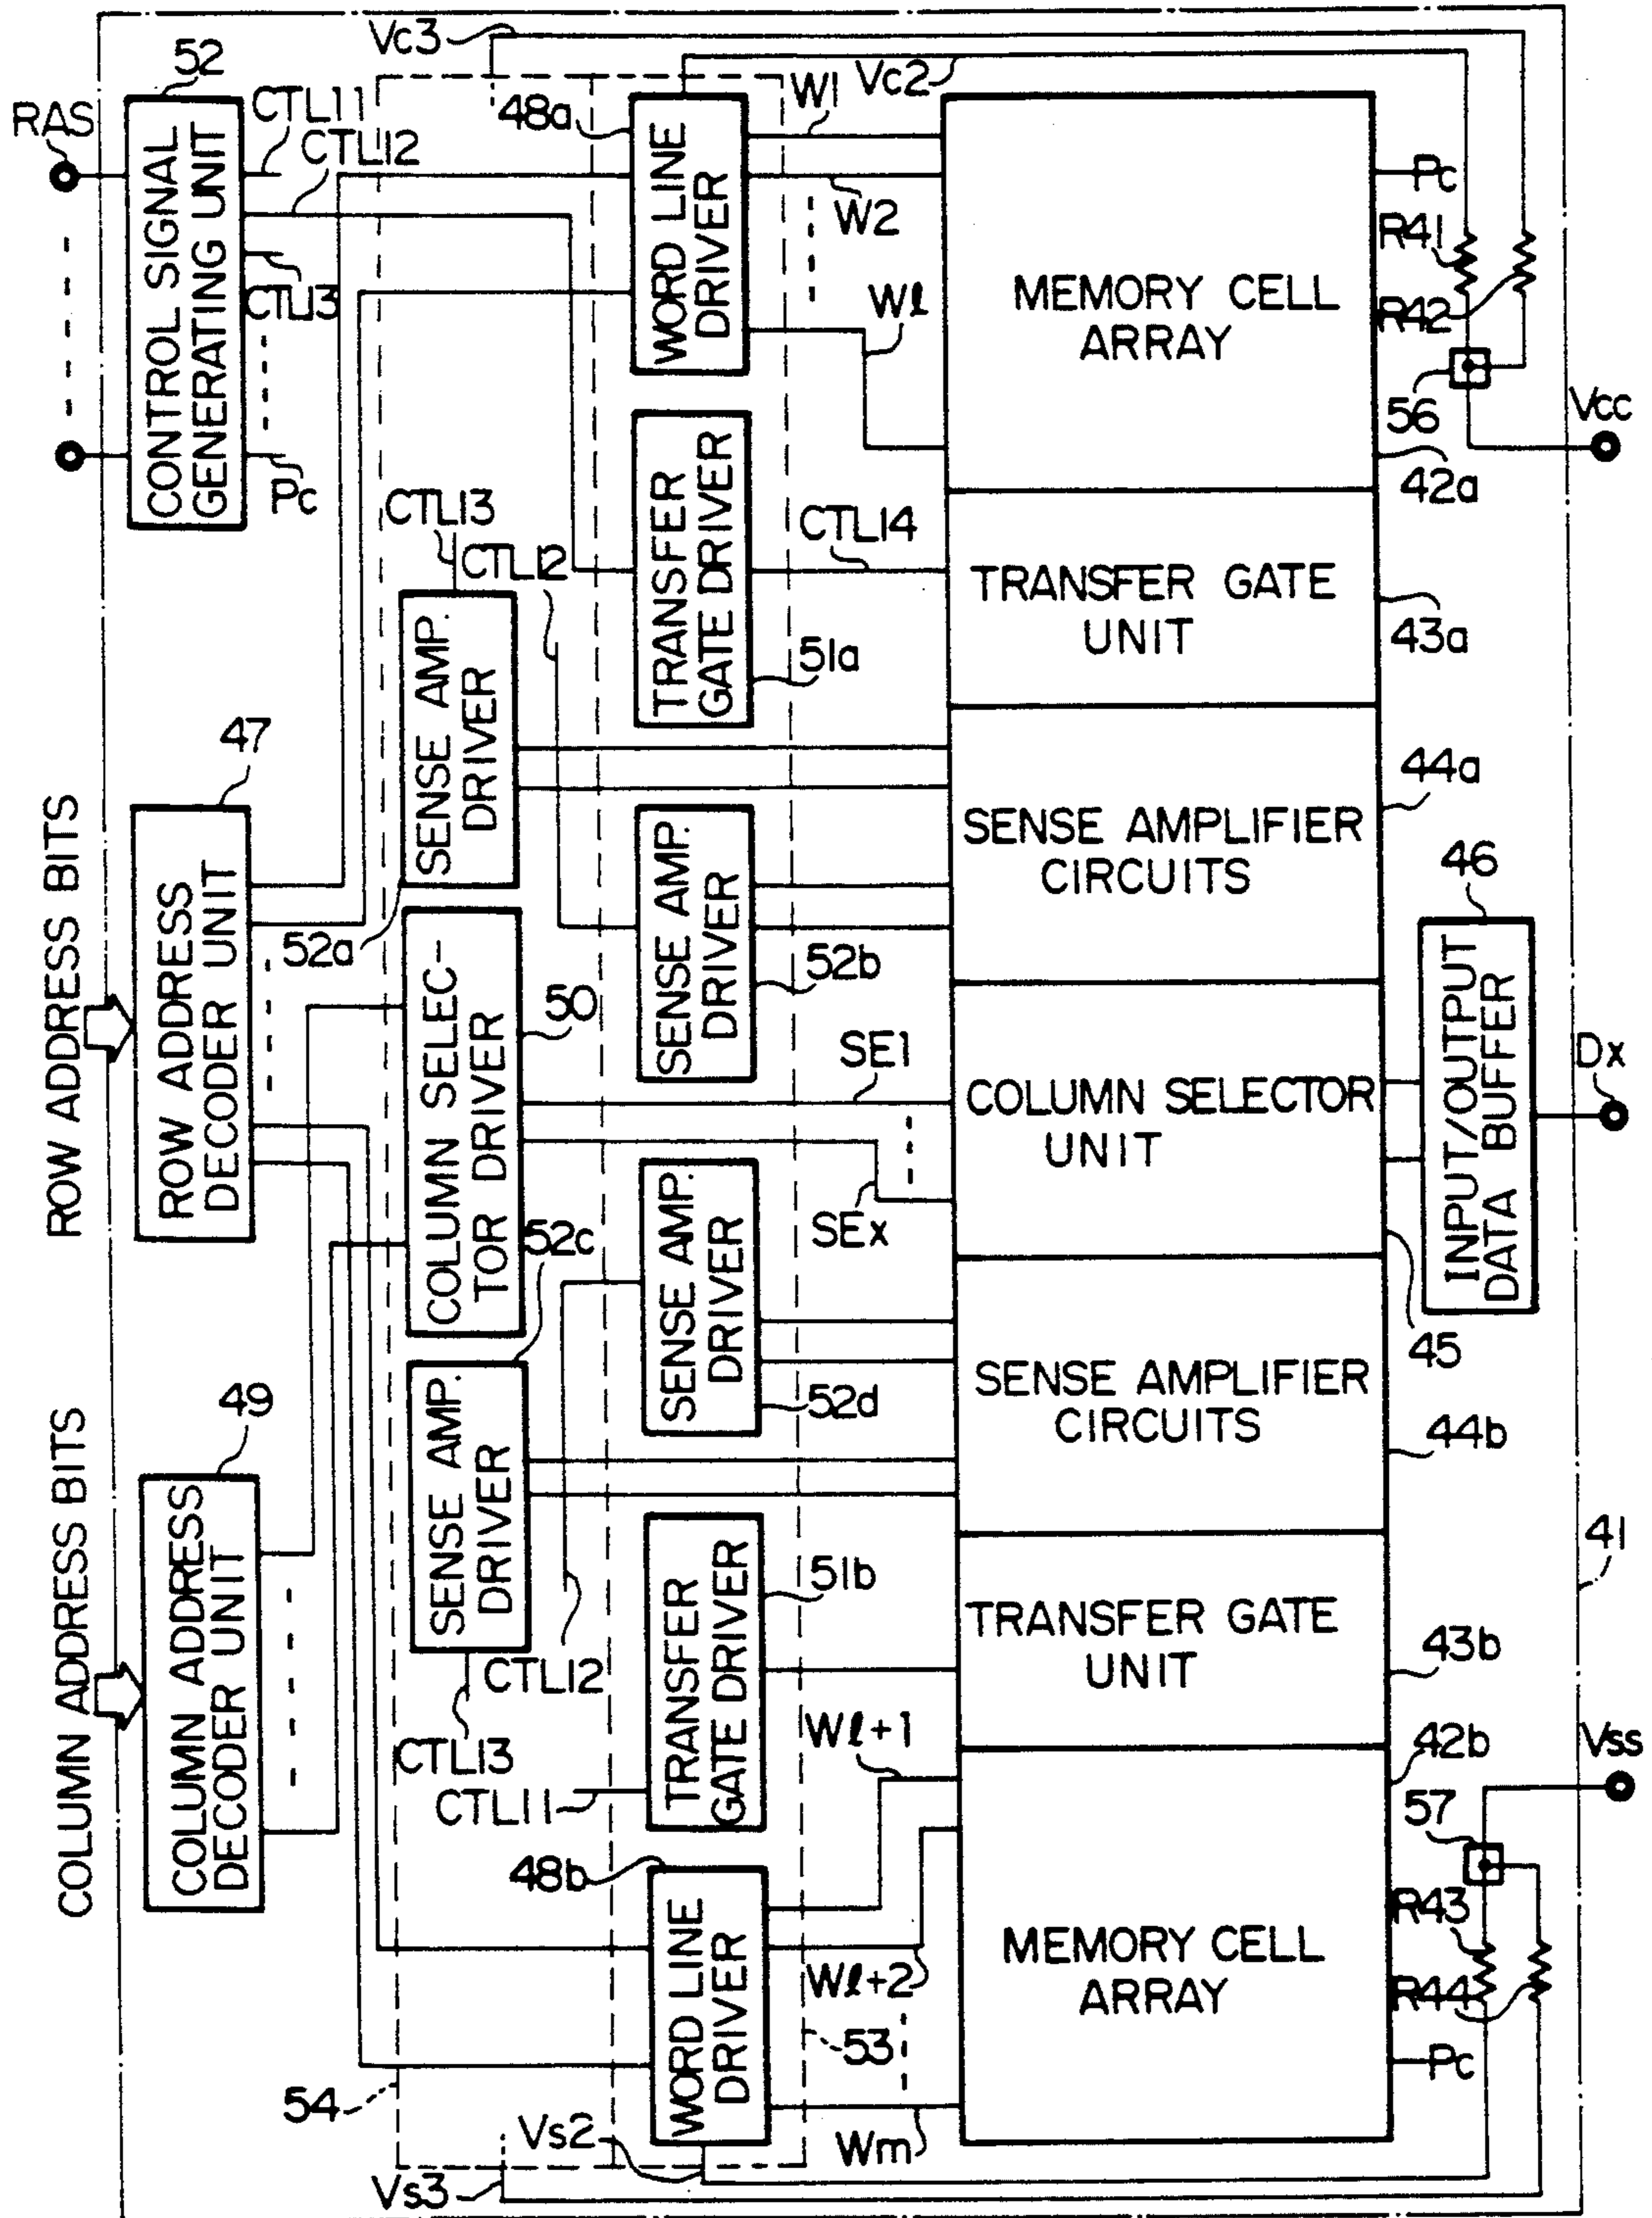 Vc3
52
Vc2
W1
RAS
CTL11
CTL12
48a
CONTROL SIGNAL
GENERATING UNIT
WORD LINE
DRIVER
W2
Pc
R41
CTL13
Wℓ
MEMORY CELL
ARRAY
R42
56
Vcc
Pc
42a
CTL13
CTL12
TRANSFER
GATE DRIVER
CTL14
TRANSFER GATE
UNIT
43a
51a
SENSE AMP.
DRIVER
47
44a
ROW ADDRESS BITS
ROW ADDRESS
DECODER UNIT
SENSE AMPLIFIER
CIRCUITS
46
52a
SENSE AMP.
DRIVER
52b
COLUMN SELEC-
TOR DRIVER
50
SE1
COLUMN SELECTOR
UNIT
INPUT/OUTPUT
DATA BUFFER
Dx
SEx
52c
SENSE AMP.
DRIVER
45
49
SENSE AMP.
DRIVER
52d
SENSE AMPLIFIER
CIRCUITS
44b
COLUMN ADDRESS BITS
COLUMN ADDRESS
DECODER UNIT
41
TRANSFER
GATE DRIVER
51b
TRANSFER GATE
UNIT
43b
CTL12
Wℓ+1
42b
Vss
CTL13
CTL11
57
48b
R43
WORD LINE
DRIVER
MEMORY CELL
ARRAY
Wℓ+2
R44
53
Pc
54
Vs2
Wm
Vs3